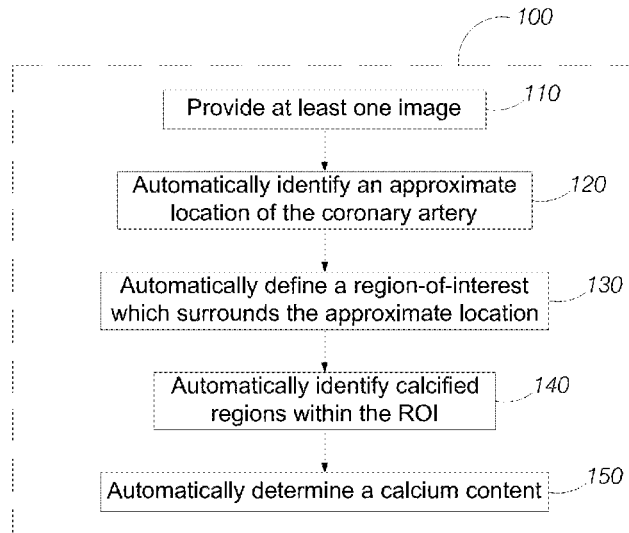 100
Provide at least one image
110
Automatically identify an approximate
location of the coronary artery
120
Automatically define a region-of-interest
which surrounds the approximate location
130
Automatically identify calcified
regions within the ROI
140
Automatically determine a calcium content
150